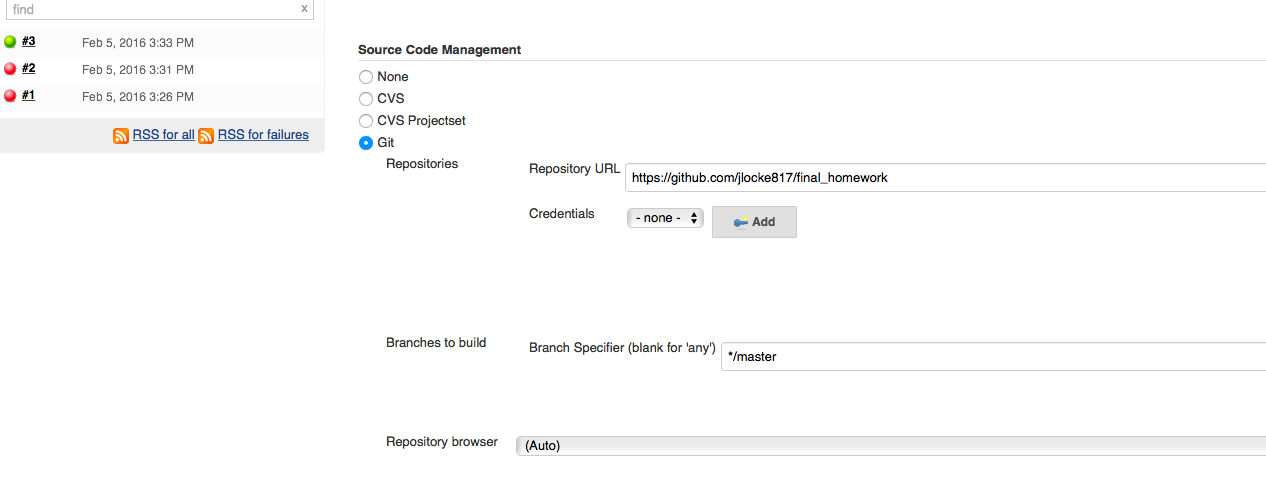 find x
#3 Feb 5, 2016 3:33 PM
#2 Feb 5, 2016 3:31 PM
#1 Feb 5, 2016 3:26 PM
RSS for all RSS for failures
Source Code Management
None
CVS
CVS Projectset
Git
Repositories
Repository URL https://github.com/jlocke817/final_homework
Credentials - none - Add
Branches to build
Branch Specifier (blank for 'any') */master
Repository browser (Auto)